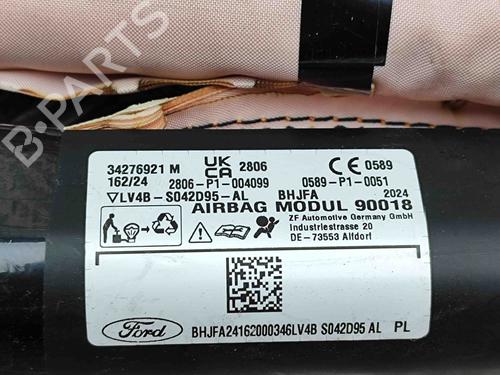 B-PARTS
34276921 M UK CA 2806 CE 0589
162/24 2806-P1-004099 0589-P1-0051
▽LV4B-S042D95-AL BHJFA 2024
AIRBAG MODUL 90018
ZF Automotive Germany GmbH
Industriestrasse 20
DE-73553 Alfdorf
Ford BHJFA24162000346LV4B S042D95 AL PL